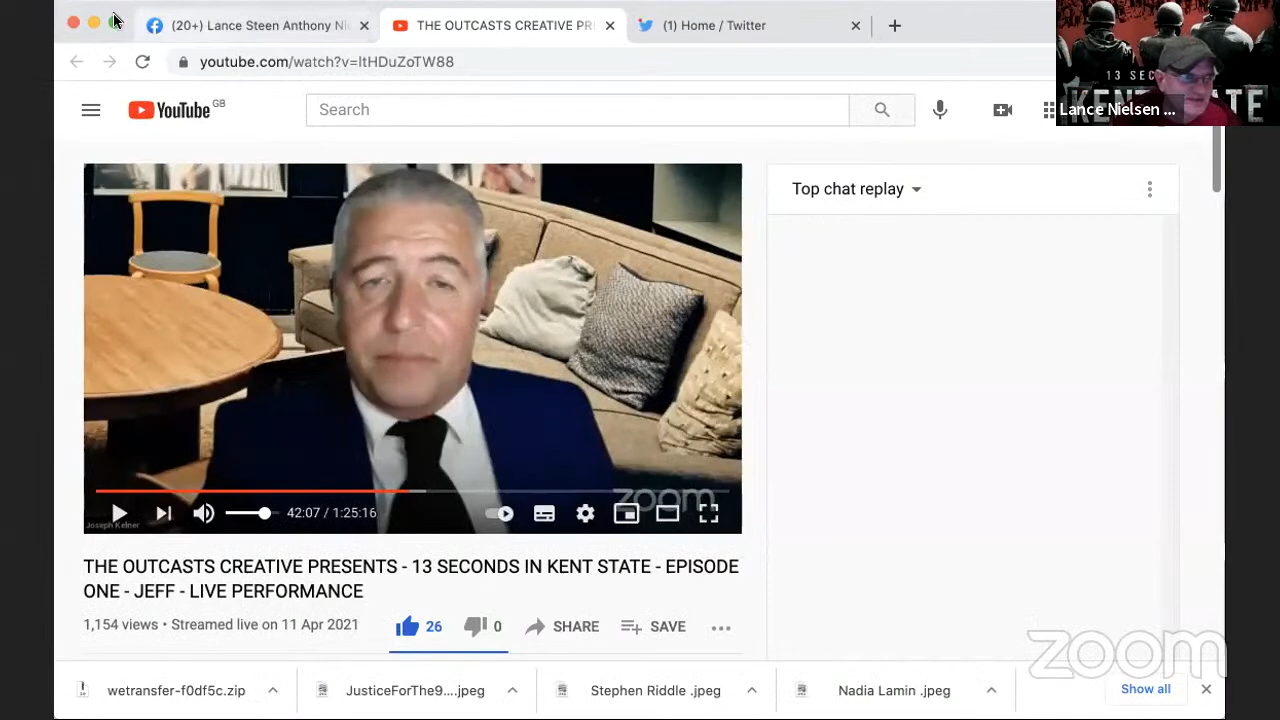 (20+) Lance Steen Anthony Ni
THE OUTCASTS CREATIVE PR
(1) Home / Twitter
youtube.com/watch?v=ltHDuZoTW88
13 SEC
KENT STATE
Lance Nielsen ...
YouTube GB
Search
Top chat replay
zoom
Joseph Kelner
42:07 / 1:25:16
THE OUTCASTS CREATIVE PRESENTS - 13 SECONDS IN KENT STATE - EPISODE
ONE - JEFF - LIVE PERFORMANCE
1,154 views • Streamed live on 11 Apr 2021
26
0
SHARE
SAVE
zoom
wetransfer-f0df5c.zip
JusticeForThe9....jpeg
Stephen Riddle .jpeg
Nadia Lamin .jpeg
Show all